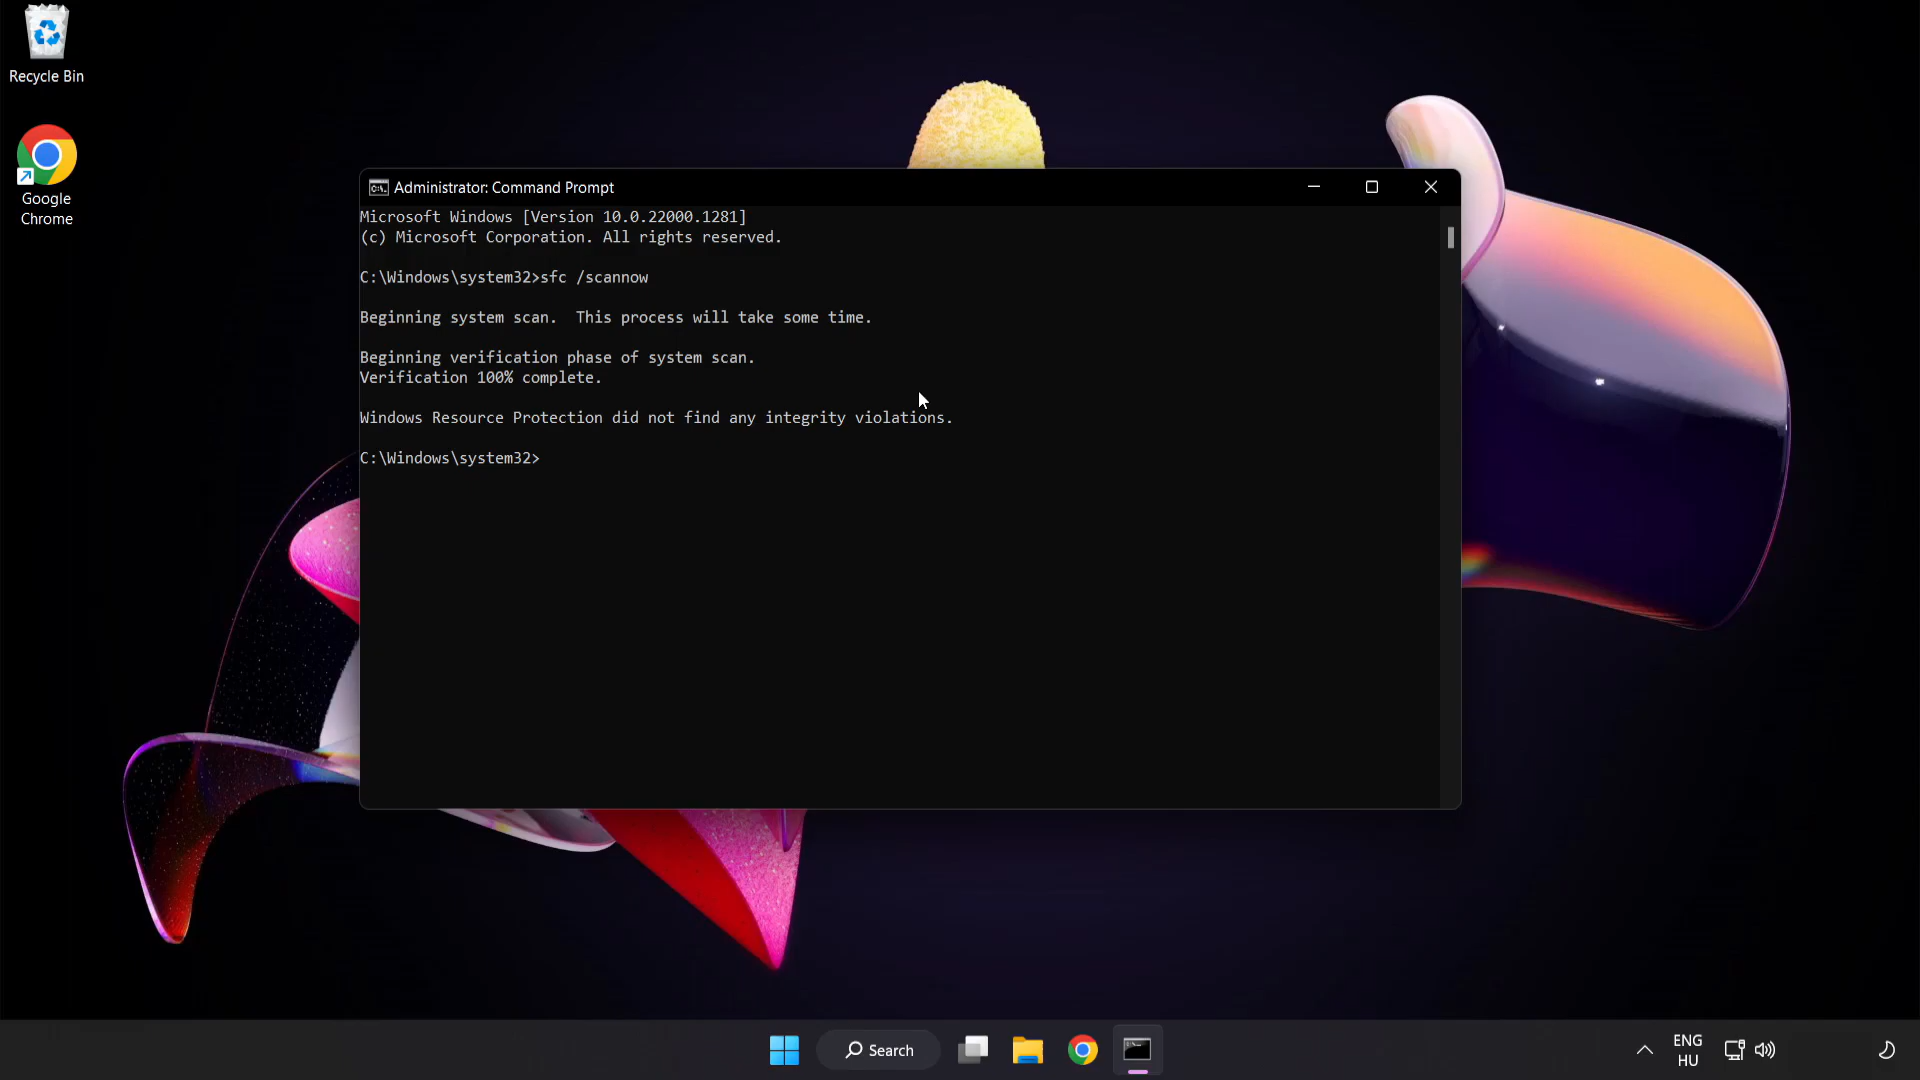 Recycle Bin
Google
Chrome
Administrator: Command Prompt
Microsoft Windows [Version 10.0.22000.1281]
(c) Microsoft Corporation. All rights reserved.
C:\Windows\system32>sfc /scannow
Beginning system scan.  This process will take some time.
Beginning verification phase of system scan.
Verification 100% complete.
Windows Resource Protection did not find any integrity violations.
C:\Windows\system32>
Search
ENG
HU